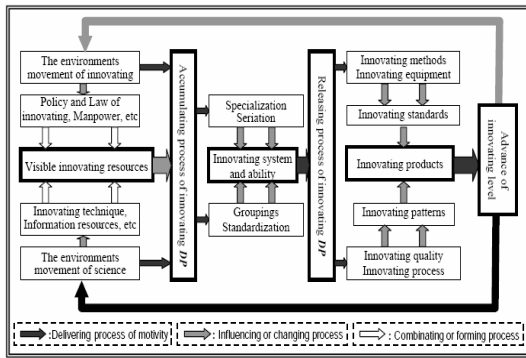 The environments
movement of innovating
Policy and Law of
innovating, Manpower, etc
Visible innovating resources
Innovating technique,
Information resources, etc
The environments
movement of science
Accumulating process of innovating DP
Specialization
Seriation
Innovating system
and ability
Groupings
Standardization
Releasing process of innovating DP
Innovating methods
Innovating equipment
Innovating standards
Innovating products
Innovating patterns
Innovating quality
Innovating process
Advance of
innovating level
:Delivering process of motivity
:Influencing or changing process
:Combinating or forming process